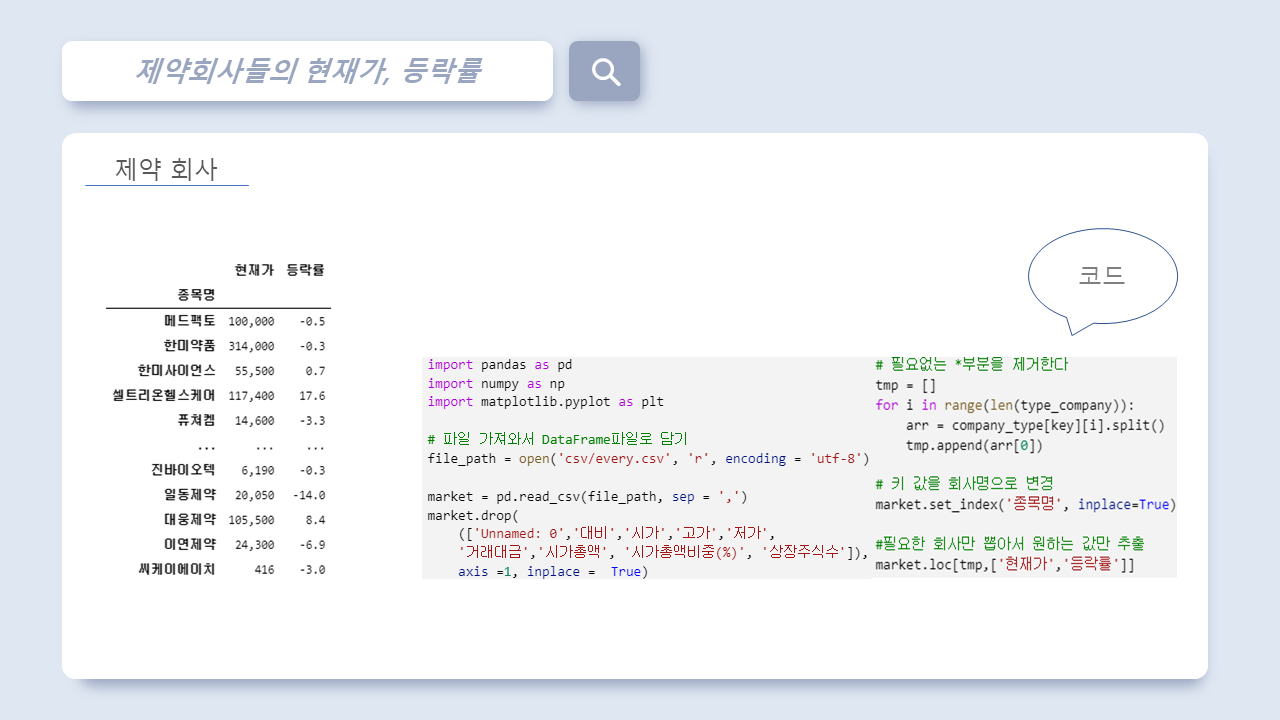 제약회사들의 현재가, 등락률
제약 회사
현재가 등락률
종목명
메드팩토 100,000 -0.5
한미약품 314,000 -0.3
한미사이언스 55,500 0.7
셀트리온헬스케어 117,400 17.6
퓨쳐켐 14,600 -3.3
... ... ...
진바이오텍 6,190 -0.3
일동제약 20,050 -14.0
대웅제약 105,500 8.4
이연제약 24,300 -6.9
씨케이에이치 416 -3.0
코드
import pandas as pd
import numpy as np
import matplotlib.pyplot as plt
# 파일 가져와서 DataFrame파일로 담기
file_path = open('csv/every.csv', 'r', encoding = 'utf-8')
market = pd.read_csv(file_path, sep = ',')
market.drop(
(['Unnamed: 0','대비','시가','고가','저가',
'거래대금','시가총액', '시가총액비중(%)', '상장주식수']),
axis =1, inplace =  True)
# 필요없는 *부분을 제거한다
tmp = []
for i in range(len(type_company)):
arr = company_type[key][i].split()
tmp.append(arr[0])
# 키 값을 회사명으로 변경
market.set_index('종목명', inplace=True)
#필요한 회사만 뽑아서 원하는 값만 추출
market.loc[tmp,['현재가','등락률']]